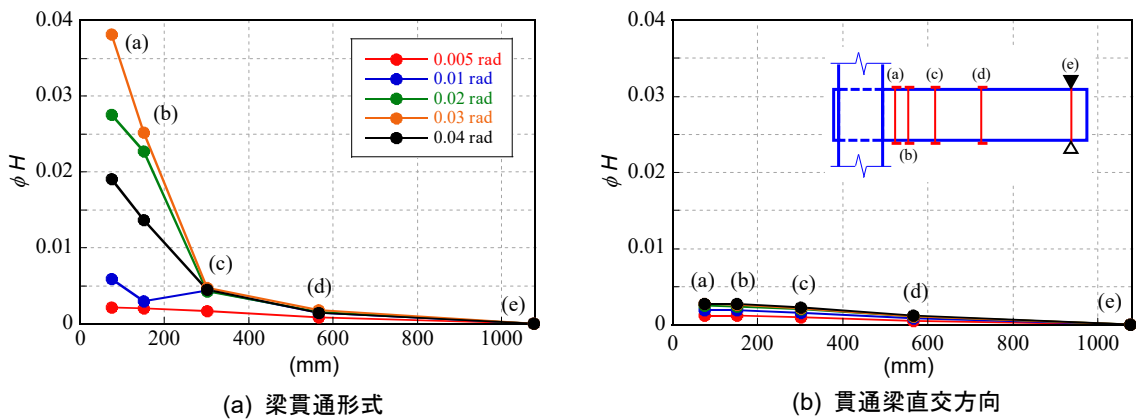 0.04
0.03
0.02
0.01
0
φ H
0 200 400 600 800 1000
(mm)
(a)
(b)
(c)
(d)
(e)
0.005 rad
0.01 rad
0.02 rad
0.03 rad
0.04 rad
(a) 梁貫通形式
0.04
0.03
0.02
0.01
0
φ H
0 200 400 600 800 1000
(mm)
(a) (c) (d) (e)
(b)
(a) (b) (c) (d) (e)
(b) 貫通梁直交方向